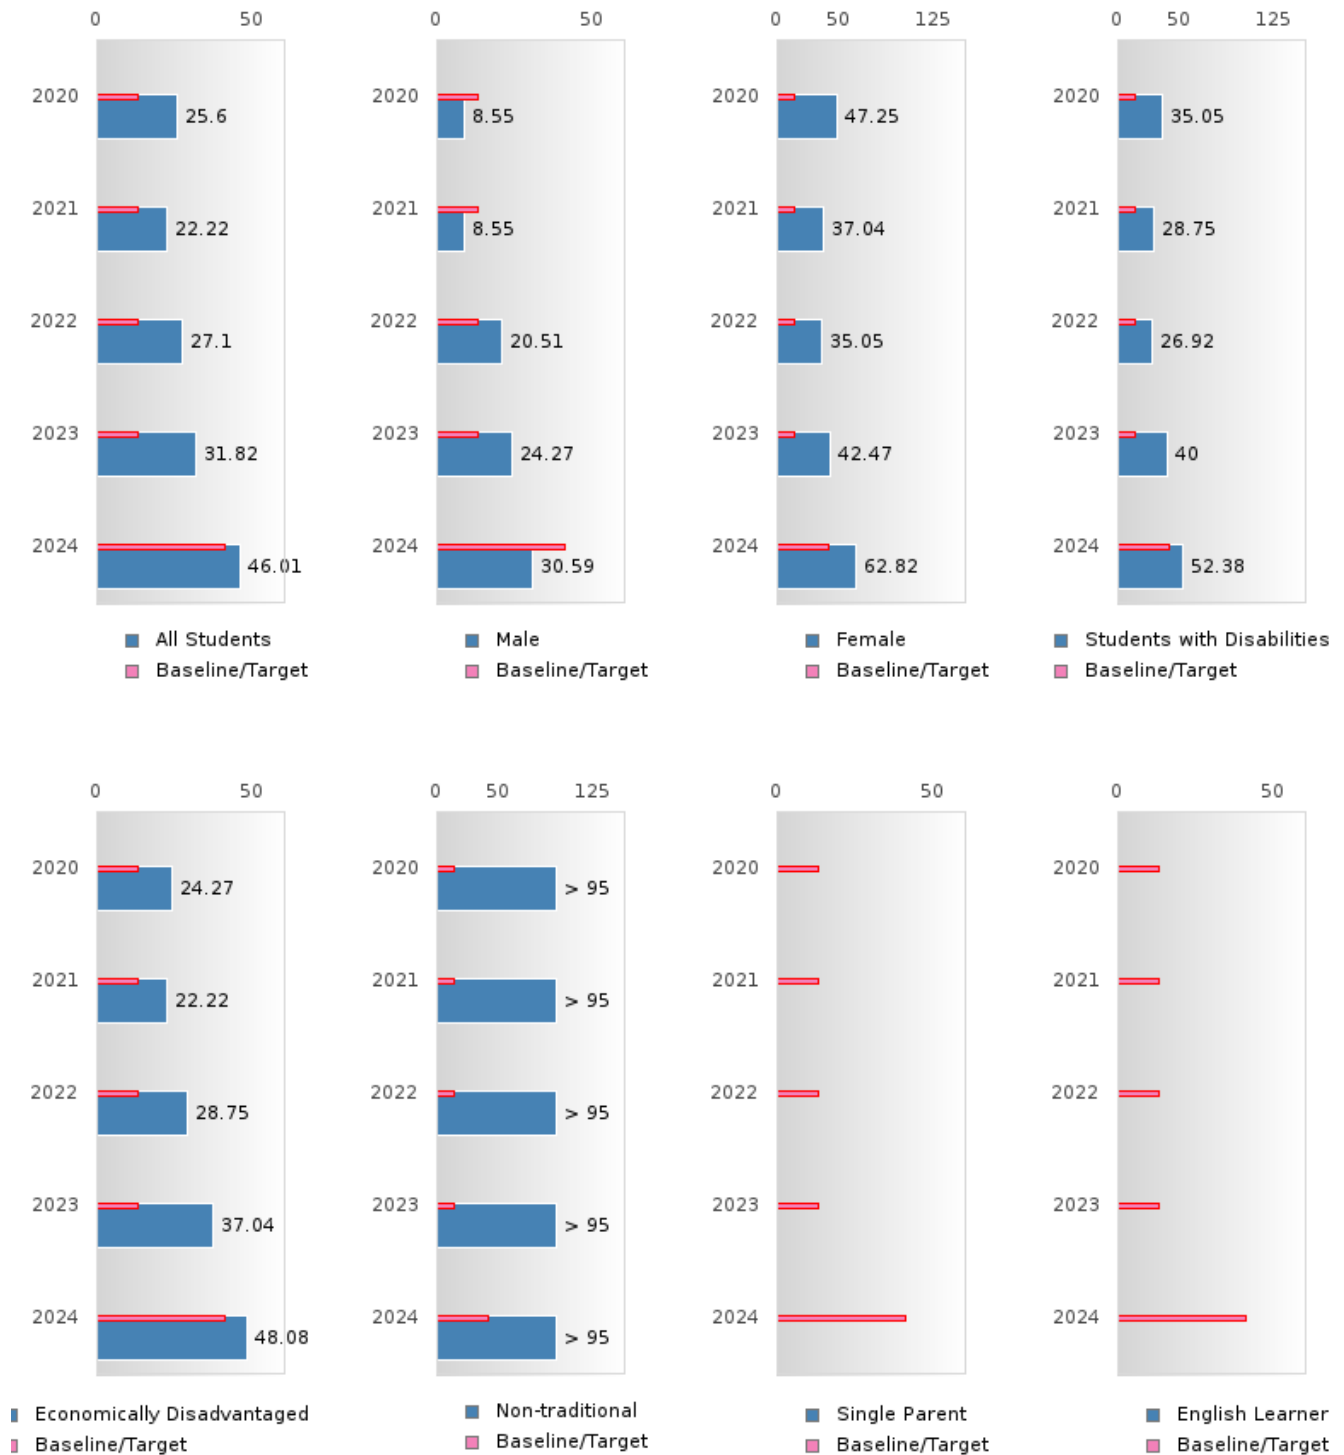 0 50
2020 25.6
2021 22.22
2022 27.1
2023 31.82
2024 46.01
All Students
Baseline/Target
0 50
2020 8.55
2021 8.55
2022 20.51
2023 24.27
2024 30.59
Male
Baseline/Target
0 50 125
2020 47.25
2021 37.04
2022 35.05
2023 42.47
2024 62.82
Female
Baseline/Target
0 50 125
2020 35.05
2021 28.75
2022 26.92
2023 40
2024 52.38
Students with Disabilities
Baseline/Target
0 50
2020 24.27
2021 22.22
2022 28.75
2023 37.04
2024 48.08
Economically Disadvantaged
Baseline/Target
0 50 125
2020 > 95
2021 > 95
2022 > 95
2023 > 95
2024 > 95
Non-traditional
Baseline/Target
0 50
2020
2021
2022
2023
2024
Single Parent
Baseline/Target
0 50
2020
2021
2022
2023
2024
English Learner
Baseline/Target